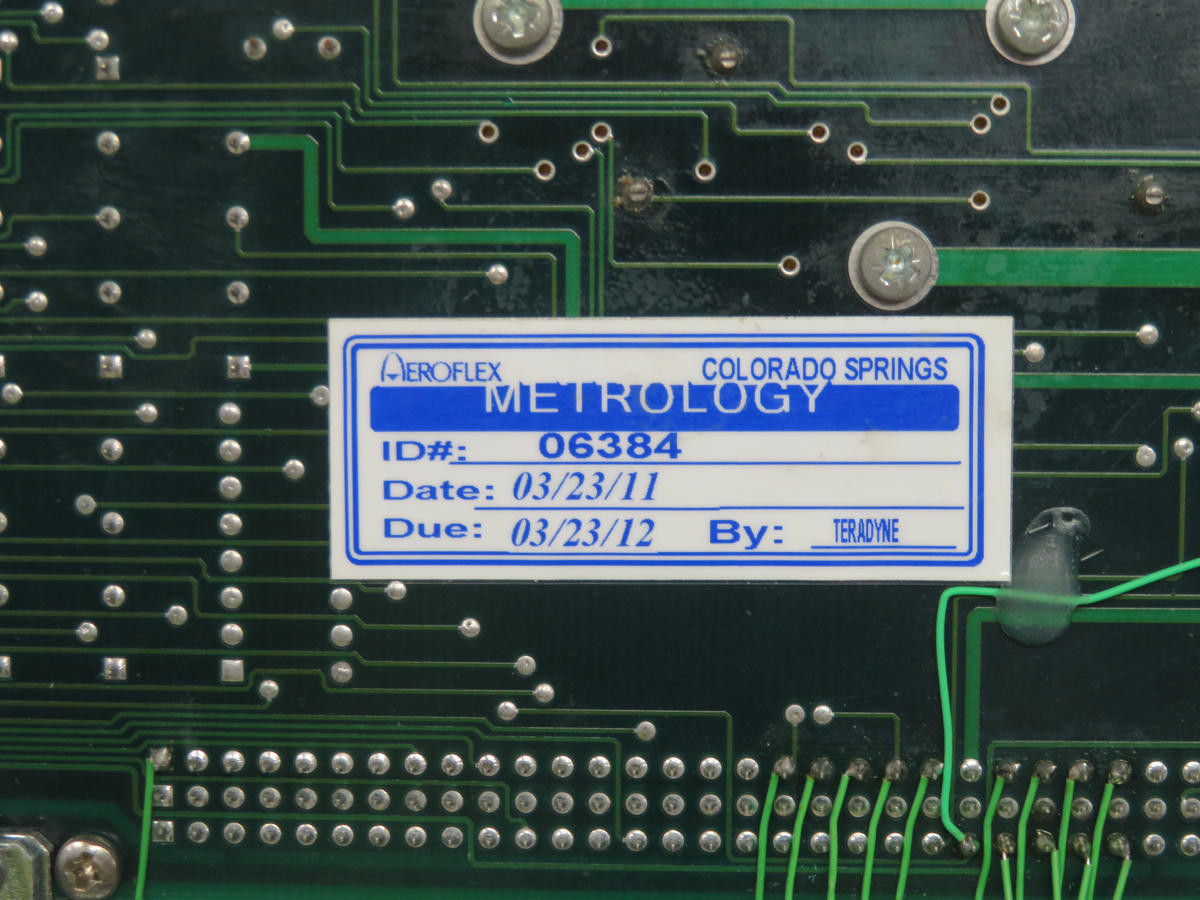 AEROFLEX COLORADO SPRINGS
METROLOGY
ID#: 06384
Date: 03/23/11
Due: 03/23/12 By: TERADYNE